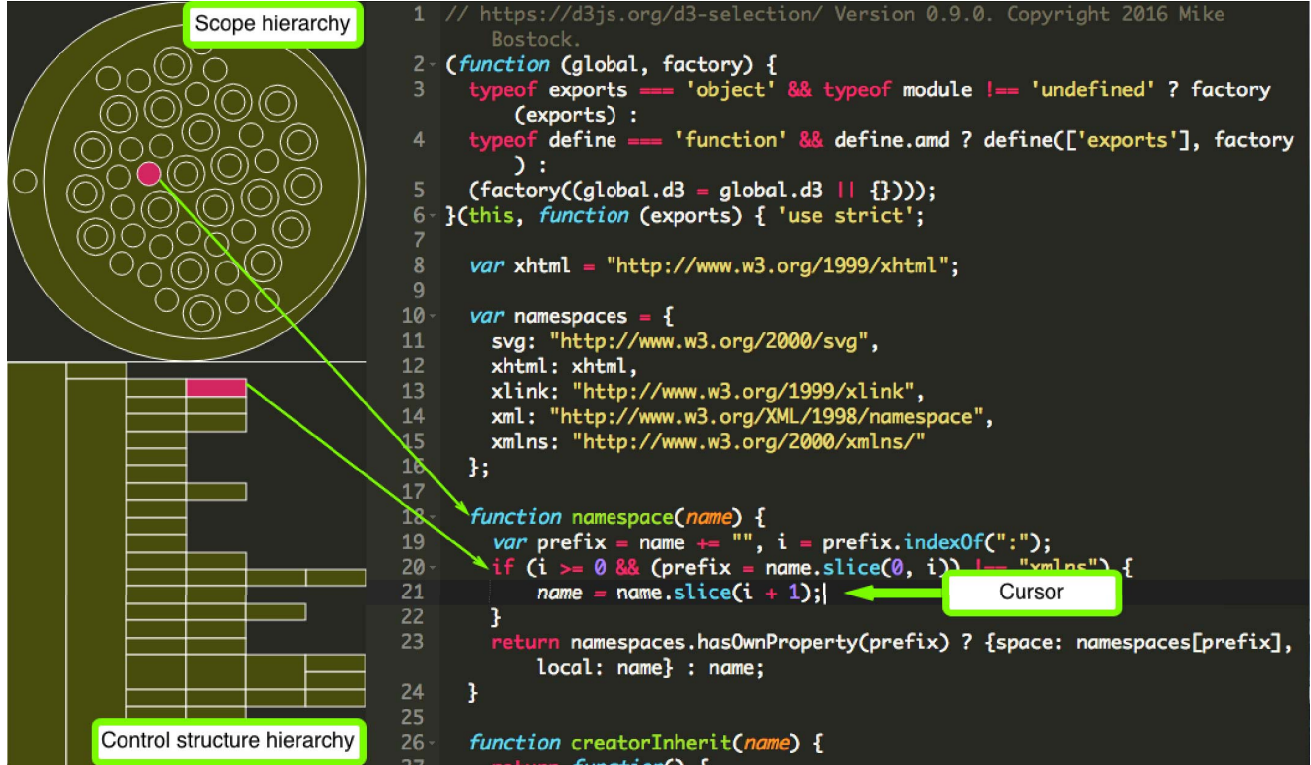 Scope hierarchy
Control structure hierarchy
1 // https://d3js.org/d3-selection/ Version 0.9.0. Copyright 2016 Mike
Bostock.
2 (function (global, factory) {
3 typeof exports === 'object' && typeof module !== 'undefined' ? factory
(exports) :
4 typeof define === 'function' && define.amd ? define(['exports'], factory
) :
5 (factory((global.d3 = global.d3 || {})));
6 }(this, function (exports) { 'use strict';
7
8 var xhtml = "http://www.w3.org/1999/xhtml";
9
10 var namespaces = {
11 svg: "http://www.w3.org/2000/svg",
12 xhtml: xhtml,
13 xlink: "http://www.w3.org/1999/xlink",
14 xml: "http://www.w3.org/XML/1998/namespace",
15 xmlns: "http://www.w3.org/2000/xmlns/"
16 };
17
18 function namespace(name) {
19 var prefix = name += "", i = prefix.indexOf(":");
20 if (i >= 0 && (prefix = name.slice(0, i)) !== "xmlns") {
21 name = name.slice(i + 1);
Cursor
22 }
23 return namespaces.hasOwnProperty(prefix) ? {space: namespaces[prefix],
local: name} : name;
24 }
25
26 function creatorInherit(name) {
27 return function() {